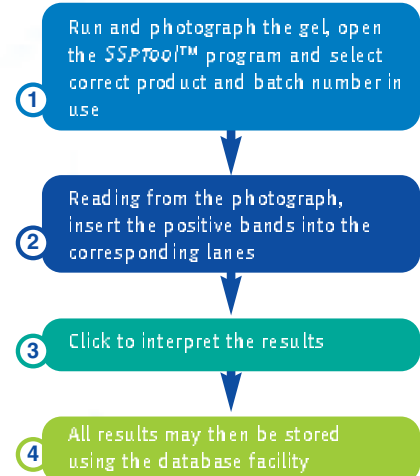 1
Run and photograph the gel, open
the SSPTool™ program and select
correct product and batch number in
use
2
Reading from the photograph,
insert the positive bands into the
corresponding lanes
3
Click to interpret the results
4
All results may then be stored
using the database facility